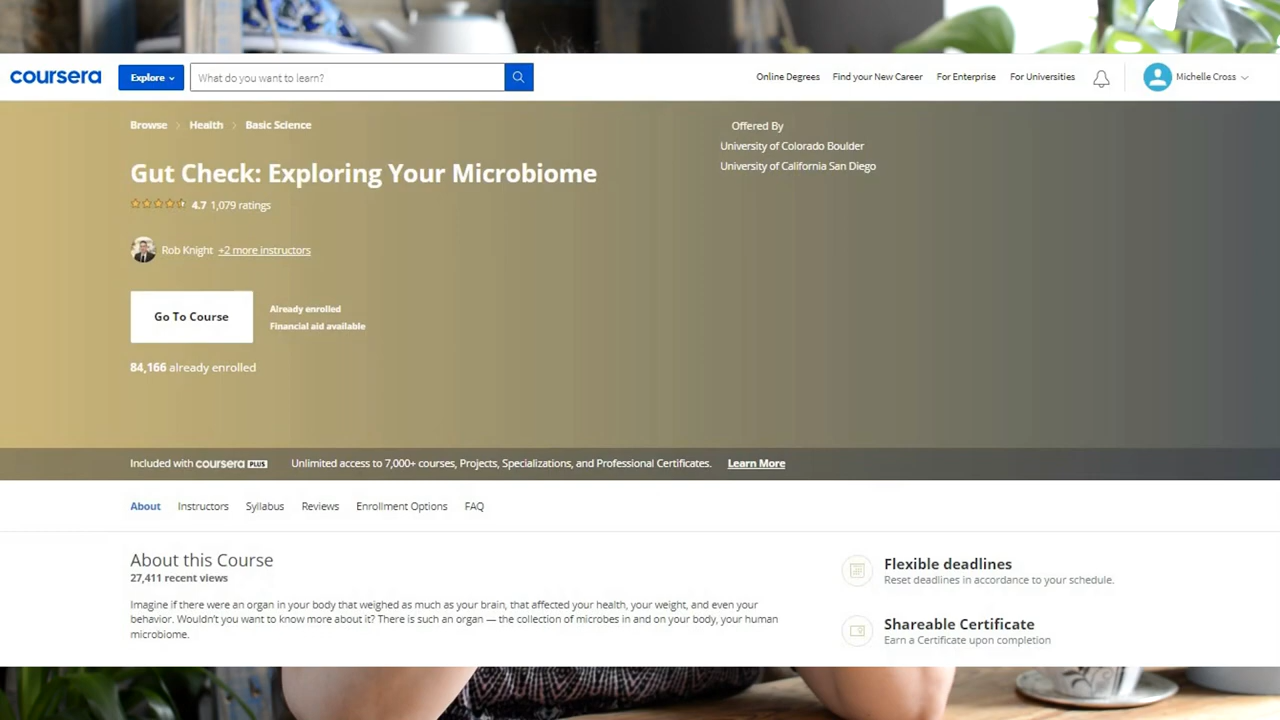 coursera
Explore
What do you want to learn?
Online Degrees
Find your New Career
For Enterprise
For Universities
Michelle Cross
Browse
Health
Basic Science
Gut Check: Exploring Your Microbiome
4.7 1,079 ratings
Rob Knight +2 more instructors
Go To Course
Already enrolled
Financial aid available
84,166 already enrolled
Offered By
University of Colorado Boulder
University of California San Diego
Included with coursera PLUS
Unlimited access to 7,000+ courses, Projects, Specializations, and Professional Certificates.
Learn More
About
Instructors
Syllabus
Reviews
Enrollment Options
FAQ
About this Course
27,411 recent views
Imagine if there were an organ in your body that weighed as much as your brain, that affected your health, your weight, and even your
behavior. Wouldn't you want to know more about it? There is such an organ — the collection of microbes in and on your body, your human
microbiome.
Flexible deadlines
Reset deadlines in accordance to your schedule.
Shareable Certificate
Earn a Certificate upon completion